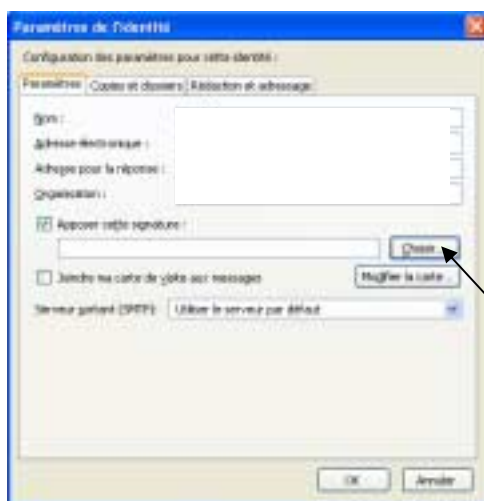 Paramètres de l'identité
Configuration des paramètres pour cette identité :
Paramètres Copies et dossiers Rédaction et adressage
Nom :
Adresse électronique :
Adresse pour la réponse :
Organisation :
Apposer cette signature :
Choisir...
Joindre ma carte de visite aux messages Modifier la carte...
Serveur sortant (SMTP): Utiliser le serveur par défaut
OK Annuler